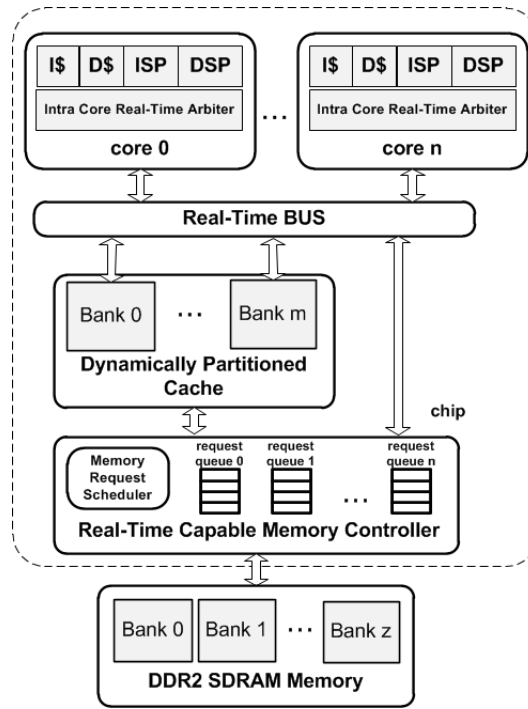 I$ D$ ISP DSP
Intra Core Real-Time Arbiter
core 0
...
I$ D$ ISP DSP
Intra Core Real-Time Arbiter
core n
Real-Time BUS
Bank 0 ... Bank m
Dynamically Partitioned
Cache
chip
Memory
Request
Scheduler
request
queue 0
request
queue 1
...
request
queue n
Real-Time Capable Memory Controller
Bank 0 Bank 1 ... Bank z
DDR2 SDRAM Memory